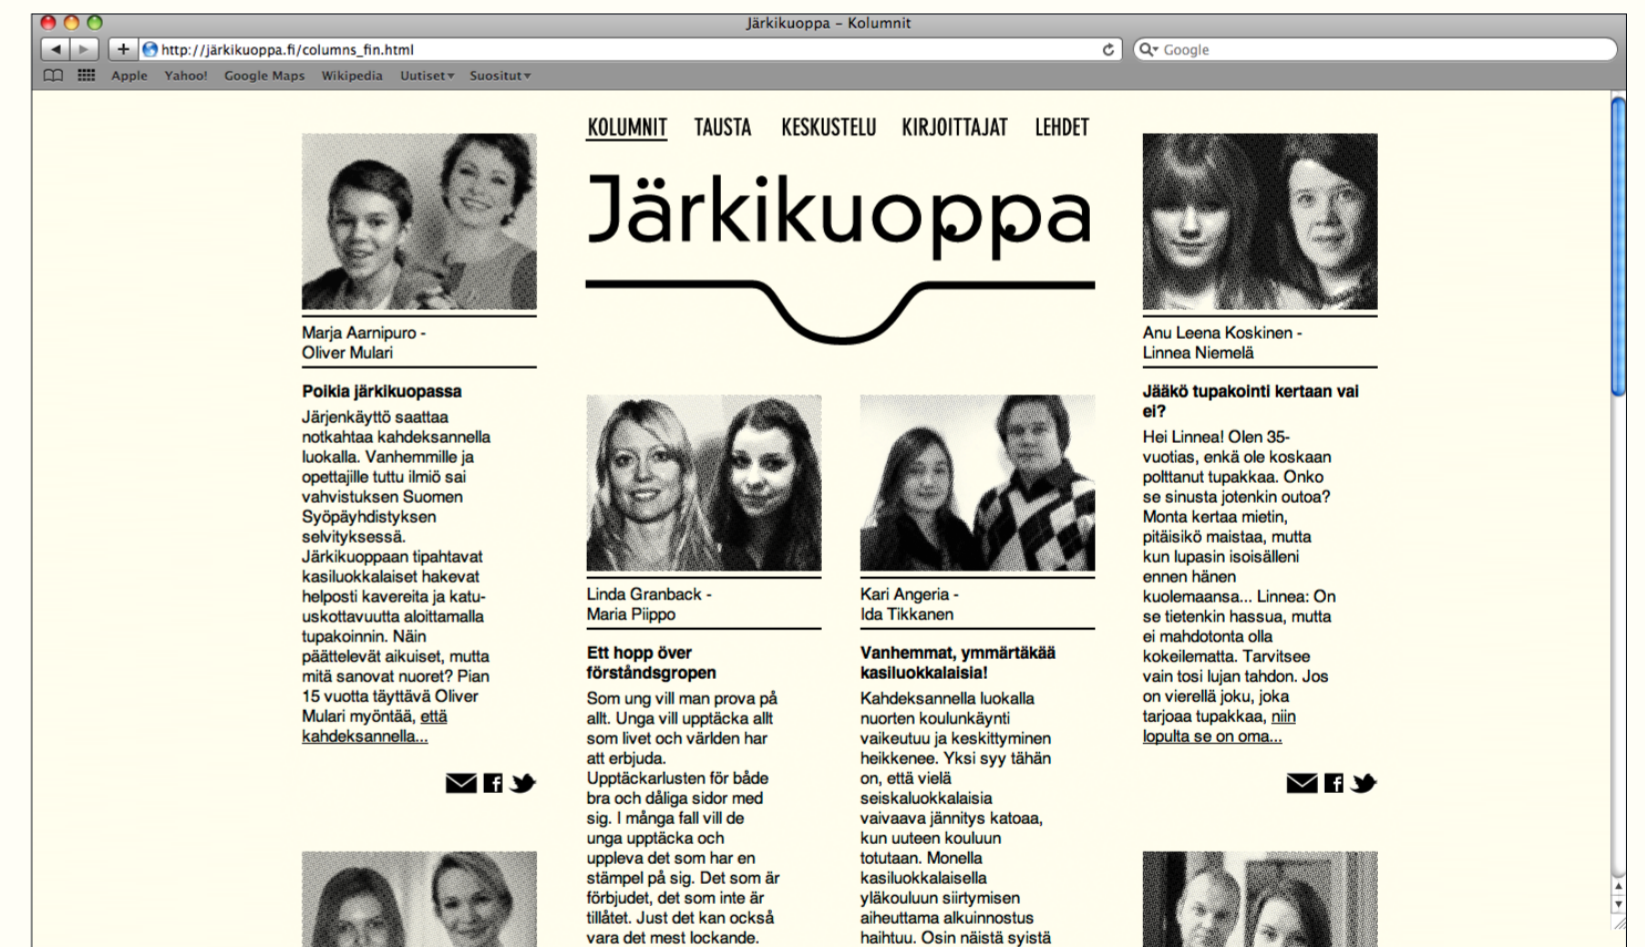 Järkikuoppa – Kolumnit
http://järkikuoppa.fi/columns_fin.html
Google
Apple Yahoo! Google Maps Wikipedia Uutiset Suositut
KOLUMNIT TAUSTA KESKUSTELU KIRJOITTAJAT LEHDET
Järkikuoppa
Marja Aarnipuro -
Oliver Mulari
Poikia järkikuopassa
Järjenkäyttö saattaa
notkahtaa kahdeksannella
luokalla. Vanhemmille ja
opettajille tuttu ilmiö sai
vahvistuksen Suomen
Syöpäyhdistyksen
selvityksessä.
Järkikuoppaan tipahtavat
kasiluokkalaiset hakevat
helposti kavereita ja katu-
uskottavuutta aloittamalla
tupakoinnin. Näin
päättelevät aikuiset, mutta
mitä sanovat nuoret? Pian
15 vuotta täyttävä Oliver
Mulari myöntää, että
kahdeksannella...
Linda Granback -
Maria Piippo
Ett hopp över
förståndsgropen
Som ung vill man prova på
allt. Unga vill upptäcka allt
som livet och världen har
att erbjuda.
Upptäckarlusten för både
bra och dåliga sidor med
sig. I många fall vill de
unga upptäcka och
uppleva det som har en
stämpel på sig. Det som är
förbjudet, det som inte är
tillåtet. Just det kan också
vara det mest lockande.
Kari Angeria -
Ida Tikkanen
Vanhemmat, ymmärtäkää
kasiluokkalaisia!
Kahdeksannella luokalla
nuorten koulunkäynti
vaikeutuu ja keskittyminen
heikkenee. Yksi syy tähän
on, että vielä
seiskaluokkalaisia
vaivaava jännitys katoaa,
kun uuteen kouluun
totutaan. Monella
kasiluokkalaisella
yläkouluun siirtymisen
aiheuttama alkuinnostus
haihtuu. Osin näistä syistä
Anu Leena Koskinen -
Linnea Niemelä
Jääkö tupakointi kertaan vai
ei?
Hei Linnea! Olen 35-
vuotias, enkä ole koskaan
polttanut tupakkaa. Onko
se sinusta jotenkin outoa?
Monta kertaa mietin,
pitäisikö maistaa, mutta
kun lupasin isoisälleni
ennen hänen
kuolemaansa... Linnea: On
se tietenkin hassua, mutta
ei mahdotonta olla
kokeilematta. Tarvitsee
vain tosi lujan tahdon. Jos
on vierellä joku, joka
tarjoaa tupakkaa, niin
lopulta se on oma...